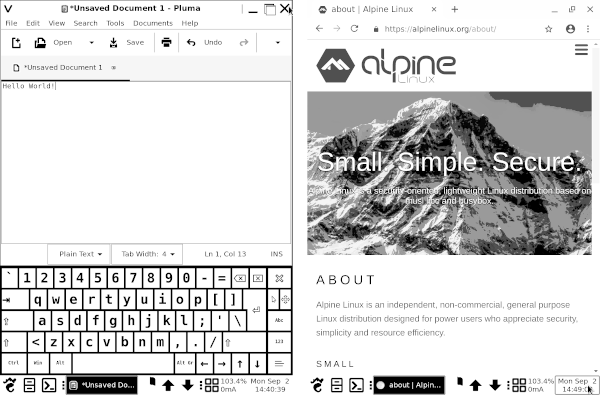 *Unsaved Document 1 - Pluma
File Edit View Search Tools Documents Help
Open Save Undo
*Unsaved Document 1
Hello World!
Plain Text Tab Width: 4 Ln 1, Col 13 INS
` 1 2 3 4 5 6 7 8 9 0 - =
q w e r t y u i o p [ ]
a s d f g h j k l ; ' \ Abc
< z x c v b n m , . / 123
Ctrl Win Alt Alt Gr
*Unsaved Do... 103.4% 0mA Mon Sep 2 14:40:39
about | Alpine Linux
https://alpinelinux.org/about/
alpine
Linux
Small. Simple. Secure.
Alpine Linux is a security-oriented, lightweight Linux distribution based on
musl libc and busybox.
ABOUT
Alpine Linux is an independent, non-commercial, general purpose
Linux distribution designed for power users who appreciate security,
simplicity and resource efficiency.
SMALL
about | Alpin... 103.4% 0mA Mon Sep 2